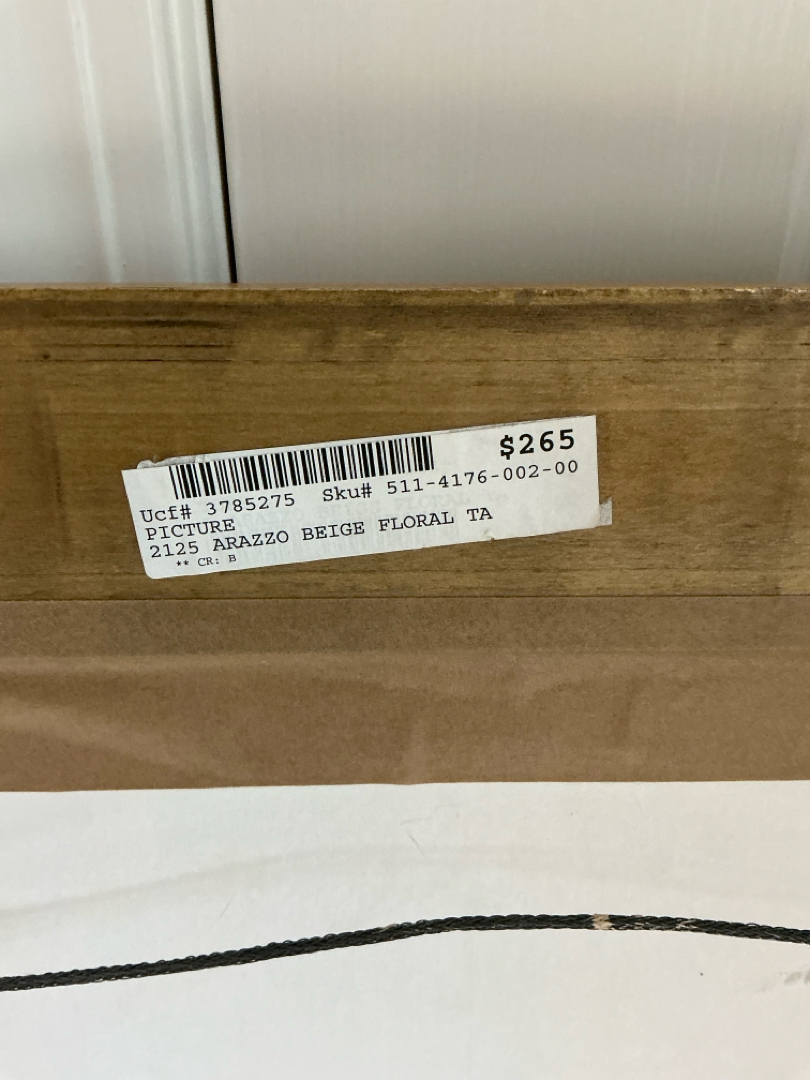 $265
Ucf# 3785275 Sku# 511-4176-002-00
PICTURE
2125 ARAZZO BEIGE FLORAL TA
** CR: B